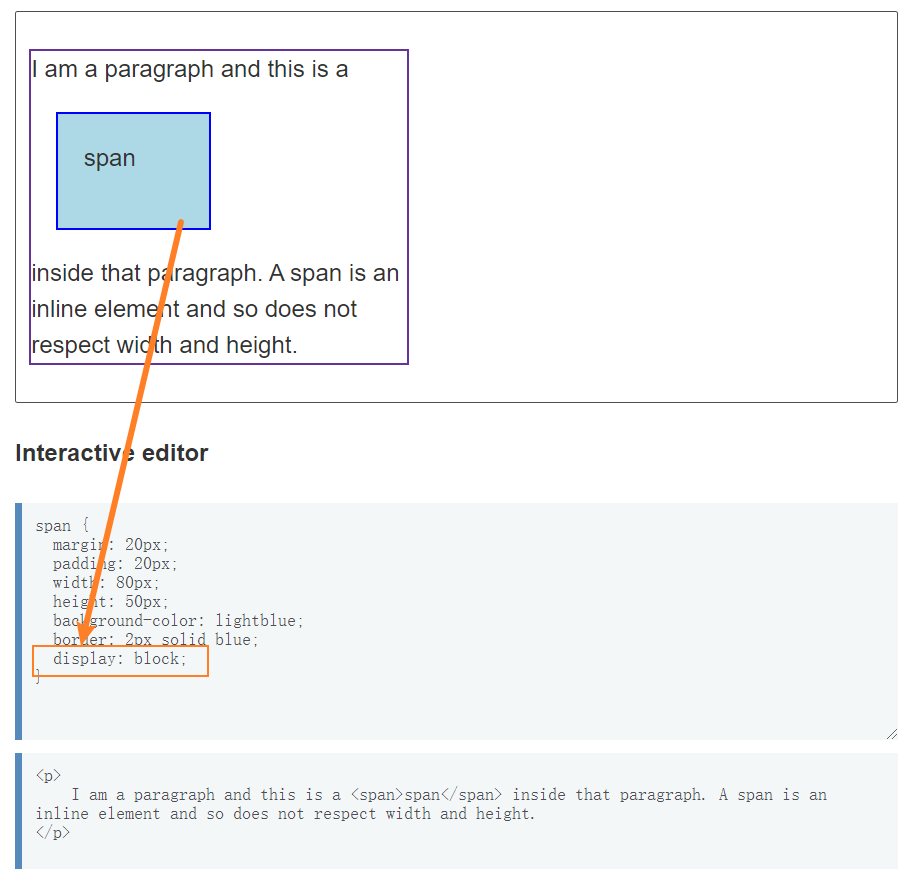 I am a paragraph and this is a
span
inside that paragraph. A span is an
inline element and so does not
respect width and height.
Interactive editor
span {
margin: 20px;
padding: 20px;
width: 80px;
height: 50px;
background-color: lightblue;
border: 2px solid blue;
display: block;
}
<p>
I am a paragraph and this is a <span>span</span> inside that paragraph. A span is an
inline element and so does not respect width and height.
</p>